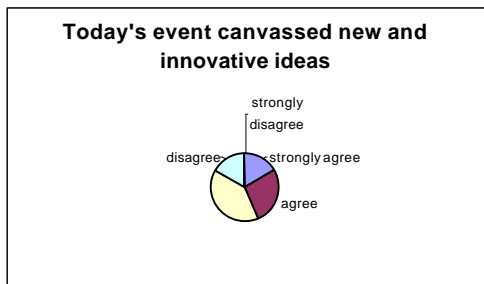 Today's event canvassed new and
innovative ideas
strongly
disagree
disagree
strongly agree
agree